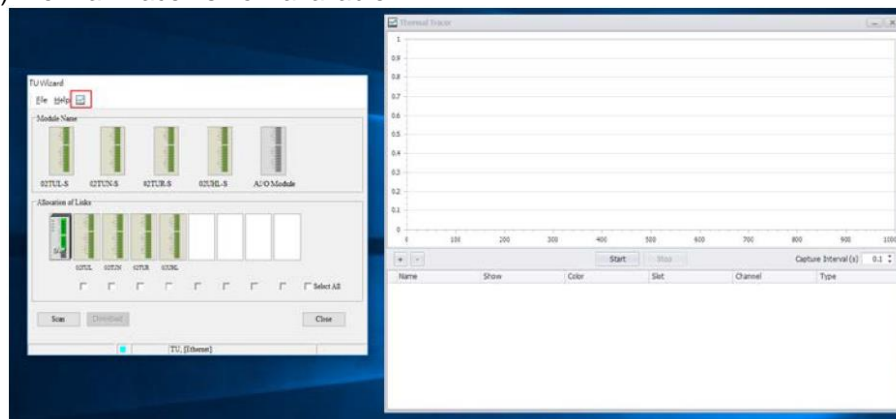 Thermal Tracer
1
0.9
0.8
0.7
0.6
0.5
0.4
0.3
0.2
0.1
0
0 100 200 300 400 500 600 700 800 900 1000
+ - Start Stop Capture Interval (s) 0.1
Name Show Color Slot Channel Type
TU Wizard
File Help
Module Name
02TUL-S 02TUN-S 02TUR-S 02UHL-S AI/O Module
Allocation of Links
02TUL 02TUN 02TUR 02UHL
Select All
Scan Download Close
TU, [Ethernet]